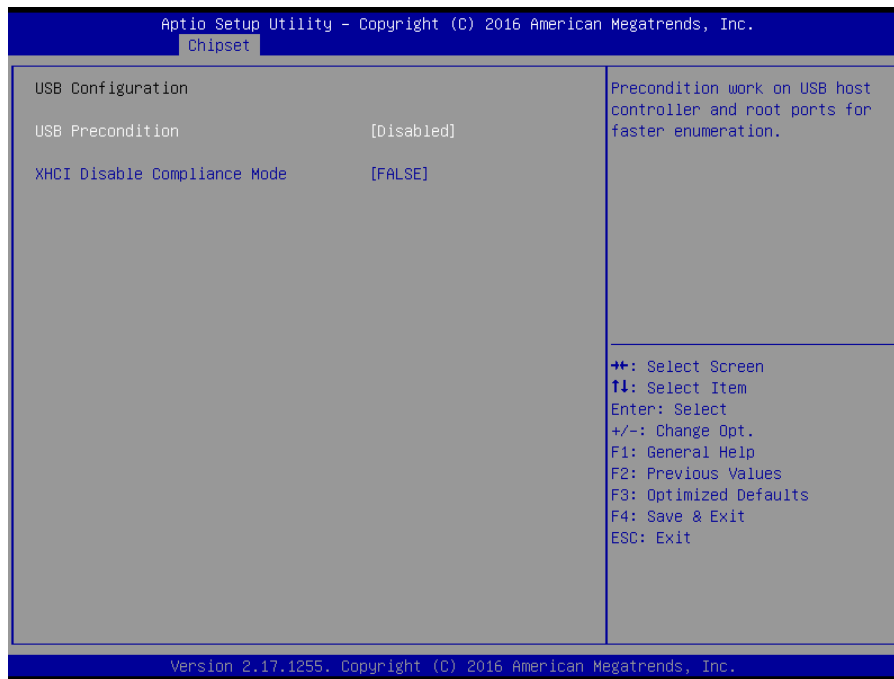 Aptio Setup Utility – Copyright (C) 2016 American Megatrends, Inc.
Chipset
USB Configuration
USB Precondition [Disabled]
XHCI Disable Compliance Mode [FALSE]
Precondition work on USB host
controller and root ports for
faster enumeration.
→←: Select Screen
↑↓: Select Item
Enter: Select
+/-: Change Opt.
F1: General Help
F2: Previous Values
F3: Optimized Defaults
F4: Save & Exit
ESC: Exit
Version 2.17.1255. Copyright (C) 2016 American Megatrends, Inc.